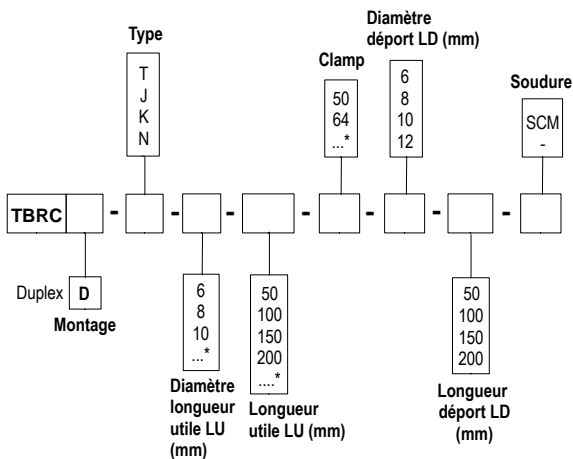 Type
T
J
K
N
Clamp
50
64
...*
Diamètre
déport LD (mm)
6
8
10
12
Soudure
SCM
-
TBRC - - - - - - -
Duplex D
Montage
6
8
10
...*
Diamètre
longueur
utile LU
(mm)
50
100
150
200
....*
Longueur
utile LU (mm)
50
100
150
200
Longueur
déport LD
(mm)